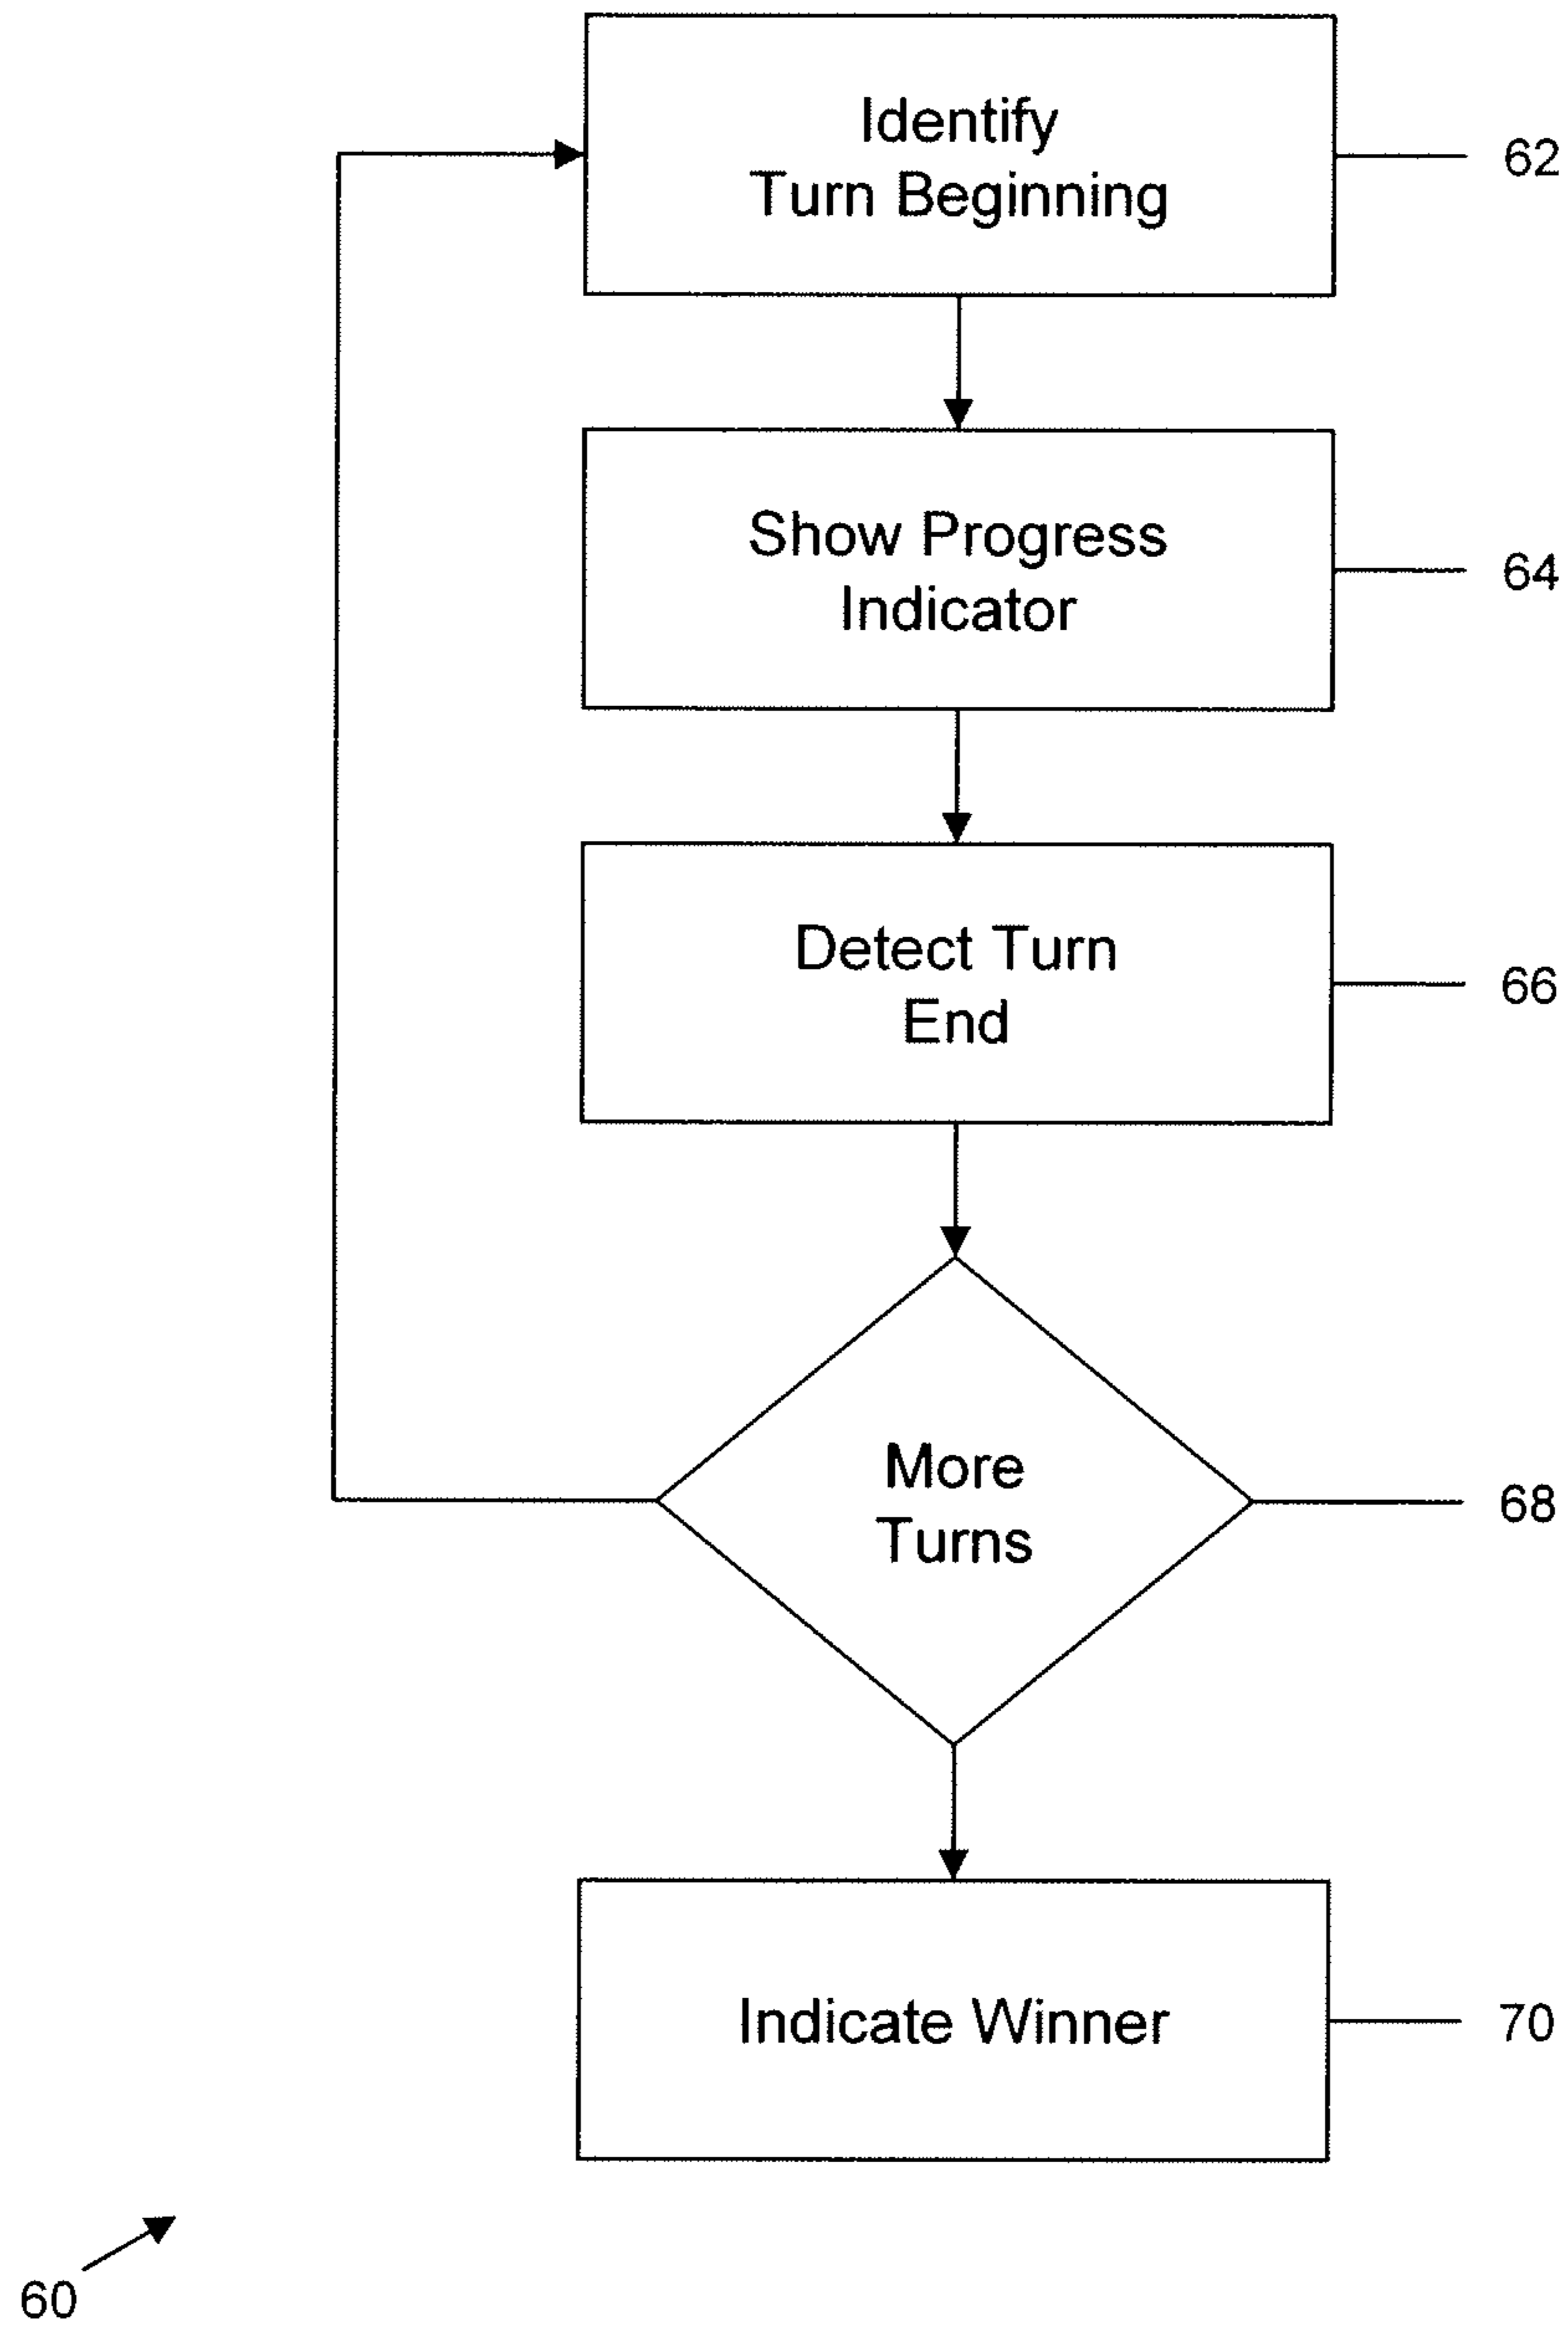 Identify
Turn Beginning
62
Show Progress
Indicator
64
Detect Turn
End
66
More
Turns
68
Indicate Winner
70
60